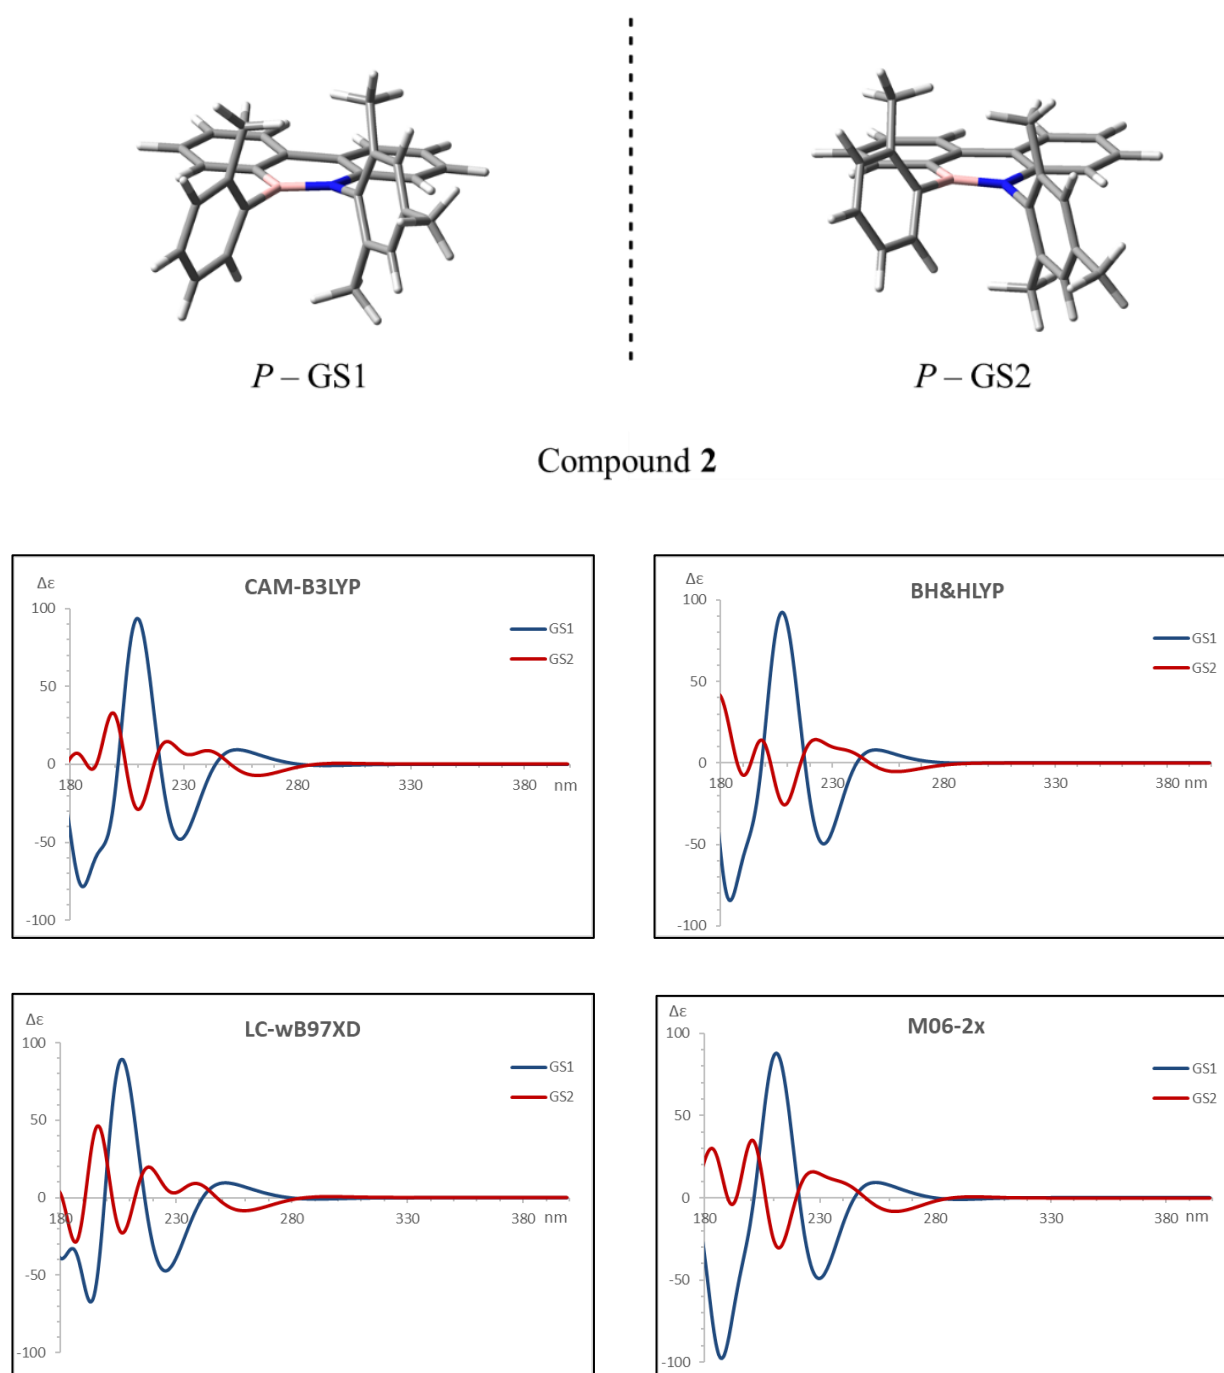 P – GS1
P – GS2
Compound 2
CAM-B3LYP
Δε
100
50
0
-50
-100
180
230
280
330
380
nm
GS1
GS2
BH&HLYP
Δε
100
50
0
-50
-100
180
230
280
330
380
nm
GS1
GS2
LC-wB97XD
Δε
100
50
0
-50
-100
180
230
280
330
380
nm
GS1
GS2
M06-2x
Δε
100
50
0
-50
-100
180
230
280
330
380
nm
GS1
GS2